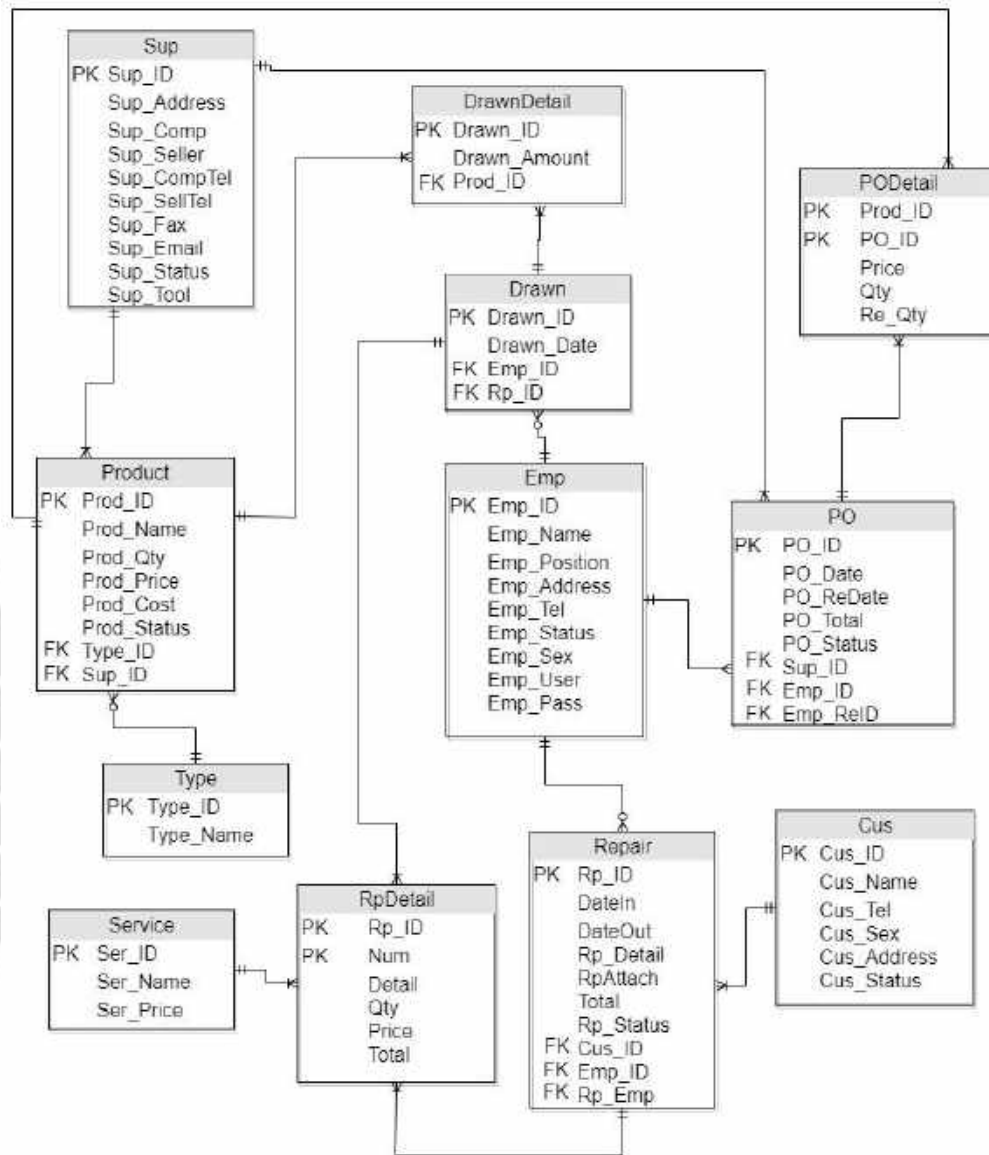 Sup
PK Sup_ID
Sup_Address
Sup_Comp
Sup_Seller
Sup_CompTel
Sup_SellTel
Sup_Fax
Sup_Email
Sup_Status
Sup_Tool
DrawnDetail
PK Drawn_ID
Drawn_Amount
FK Prod_ID
PODetail
PK Prod_ID
PK PO_ID
Price
Qty
Re_Qty
Drawn
PK Drawn_ID
Drawn_Date
FK Emp_ID
FK Rp_ID
Product
PK Prod_ID
Prod_Name
Prod_Qty
Prod_Price
Prod_Cost
Prod_Status
FK Type_ID
FK Sup_ID
Emp
PK Emp_ID
Emp_Name
Emp_Position
Emp_Address
Emp_Tel
Emp_Status
Emp_Sex
Emp_User
Emp_Pass
PO
PK PO_ID
PO_Date
PO_ReDate
PO_Total
PO_Status
FK Sup_ID
FK Emp_ID
FK Emp_ReID
Type
PK Type_ID
Type_Name
Service
PK Ser_ID
Ser_Name
Ser_Price
RpDetail
PK Rp_ID
PK Num
Detail
Qty
Price
Total
Repair
PK Rp_ID
DateIn
DateOut
Rp_Detail
RpAttach
Total
Rp_Status
FK Cus_ID
FK Emp_ID
FK Rp_Emp
Cus
PK Cus_ID
Cus_Name
Cus_Tel
Cus_Sex
Cus_Address
Cus_Status